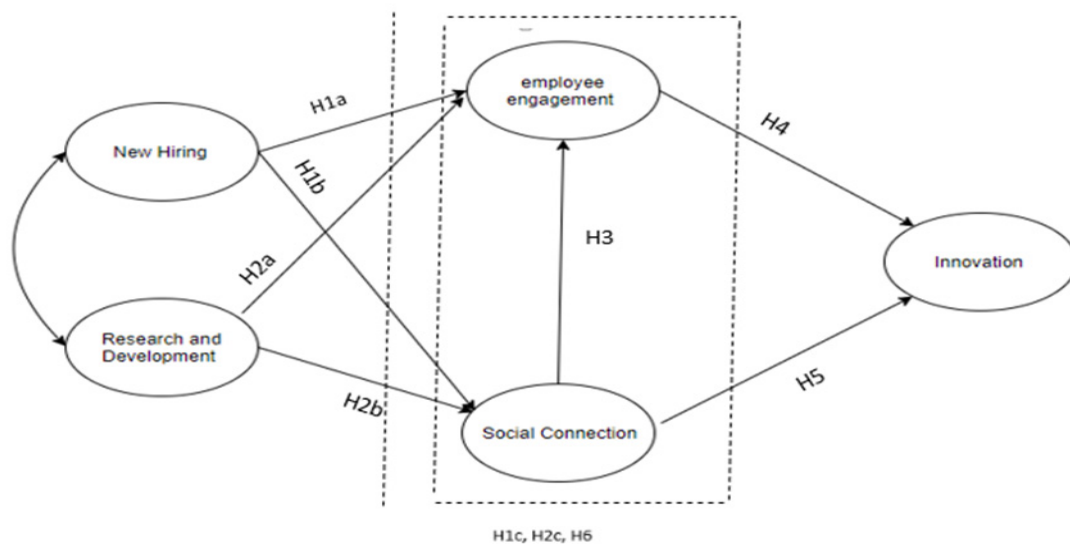 employee
engagement
H1a
H4
New Hiring
H1b
H3
H2a
Innovation
Research and
Development
H2b
H5
Social Connection
H1c, H2c, H6